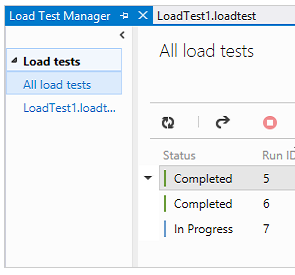 Load Test Manager
LoadTest1.loadtest
Load tests
All load tests
LoadTest1.loadt...
All load tests
Status Run ID
Completed 5
Completed 6
In Progress 7